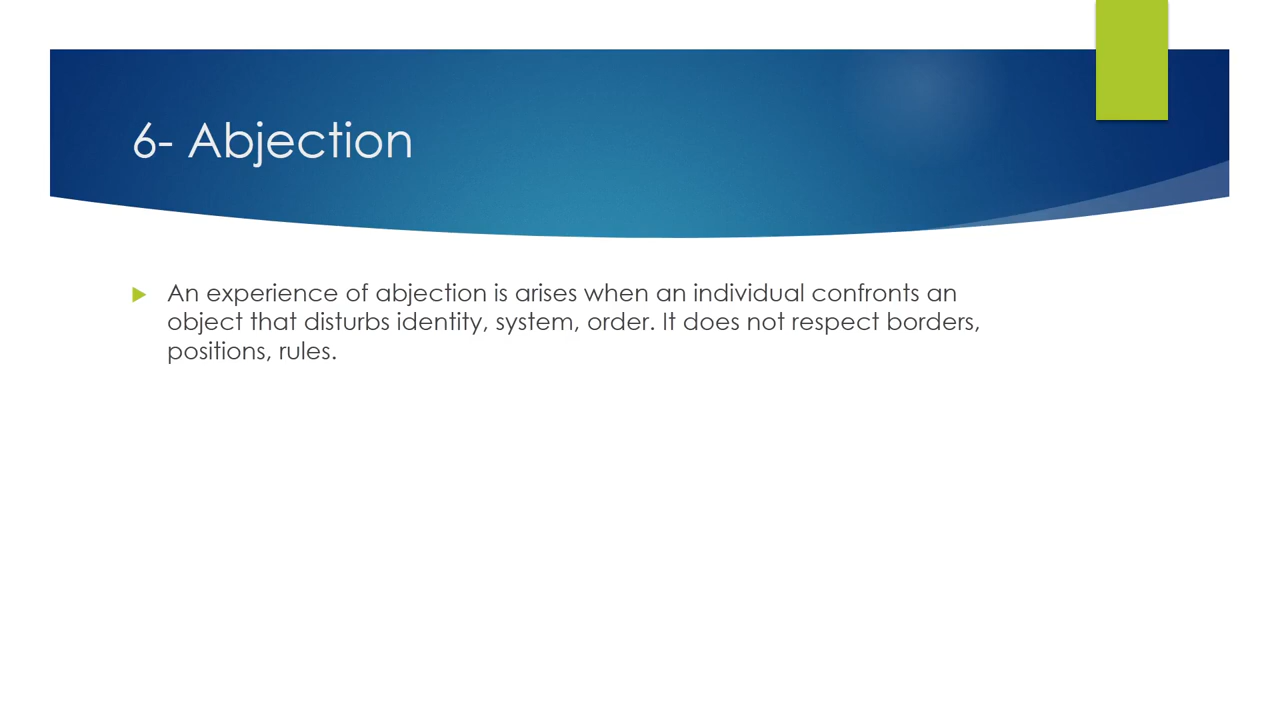 6- Abjection
An experience of abjection is arises when an individual confronts an
object that disturbs identity, system, order. It does not respect borders,
positions, rules.